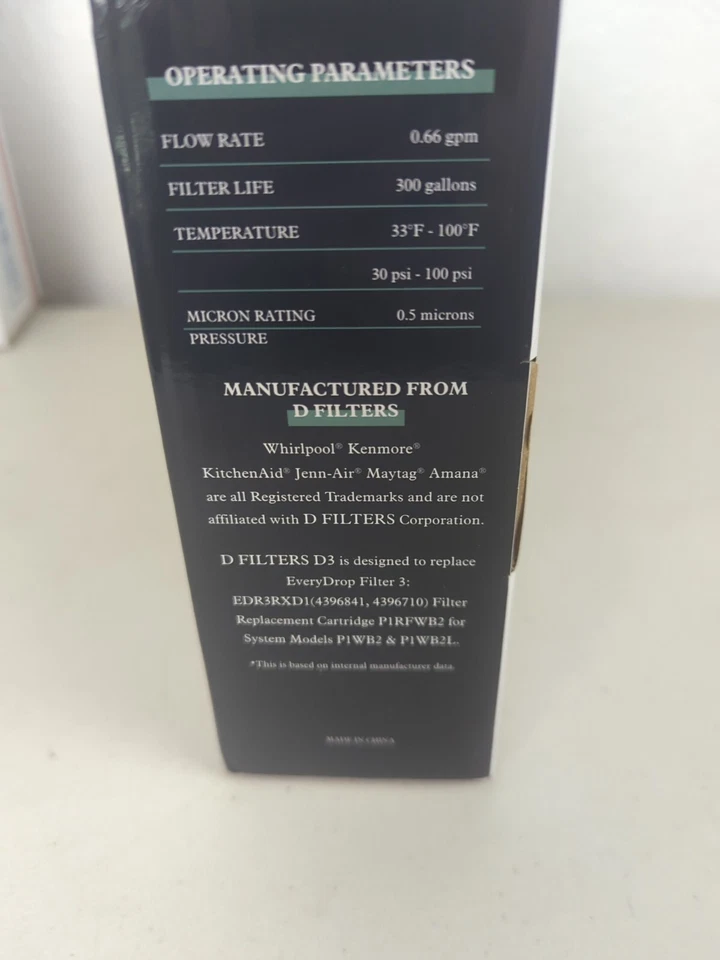 OPERATING PARAMETERS
FLOW RATE 0.66 gpm
FILTER LIFE 300 gallons
TEMPERATURE 33°F - 100°F
30 psi - 100 psi
MICRON RATING 0.5 microns
PRESSURE
MANUFACTURED FROM
D FILTERS
Whirlpool® Kenmore®
KitchenAid® Jenn-Air® Maytag® Amana®
are all Registered Trademarks and are not
affiliated with D FILTERS Corporation.
D FILTERS D3 is designed to replace
EveryDrop Filter 3:
EDR3RXD1(4396841, 4396710) Filter
Replacement Cartridge P1RFWB2 for
System Models P1WB2 & P1WB2L.
*This is based on internal manufacturer data.
MADE IN CHINA